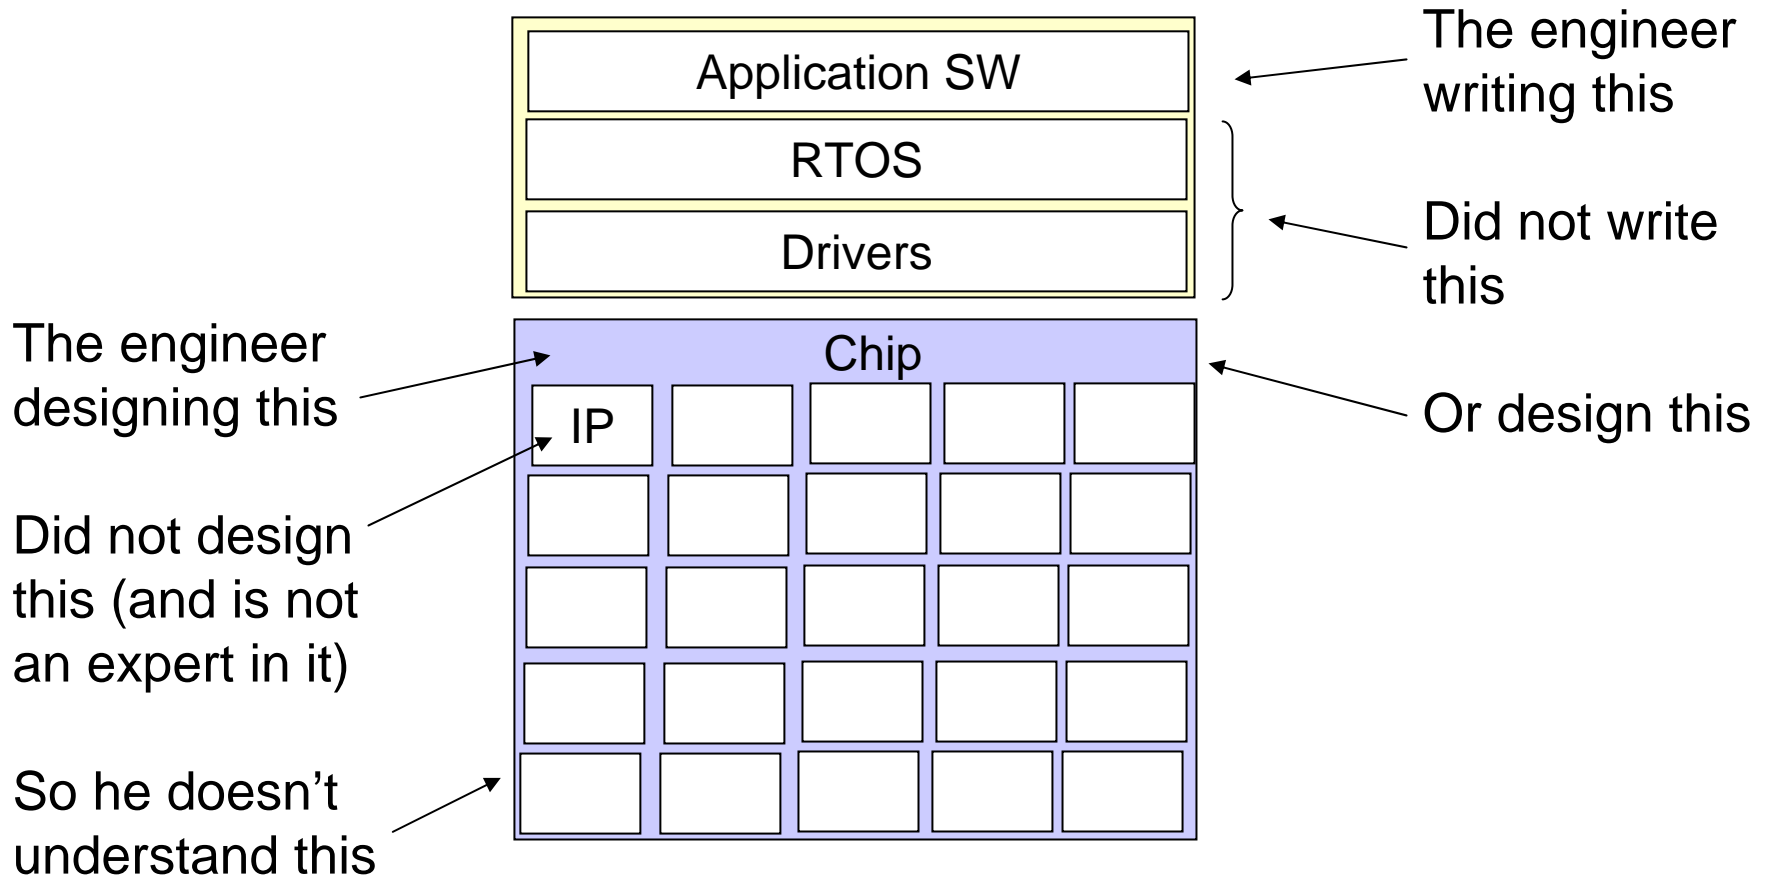 Application SW
RTOS
Drivers
Chip
IP
The engineer
designing this
Did not design
this (and is not
an expert in it)
So he doesn’t
understand this
The engineer
writing this
Did not write
this
Or design this